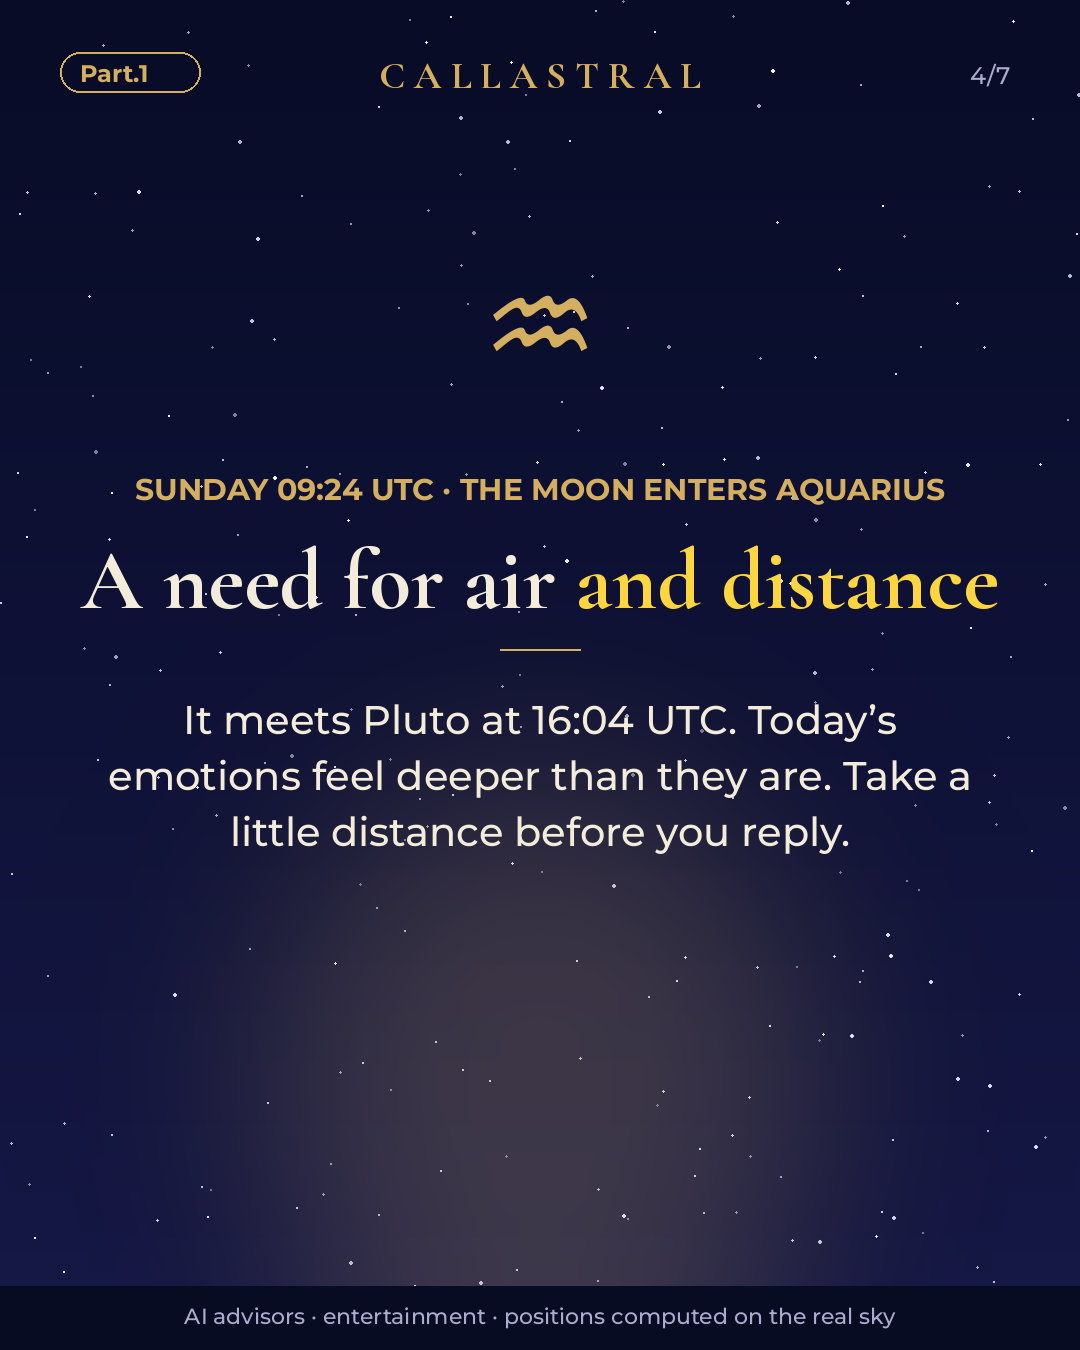 Part.1
CALLASTRAL
4/7
SUNDAY 09:24 UTC · THE MOON ENTERS AQUARIUS
A need for air and distance
It meets Pluto at 16:04 UTC. Today’s
emotions feel deeper than they are. Take a
little distance before you reply.
AI advisors · entertainment · positions computed on the real sky